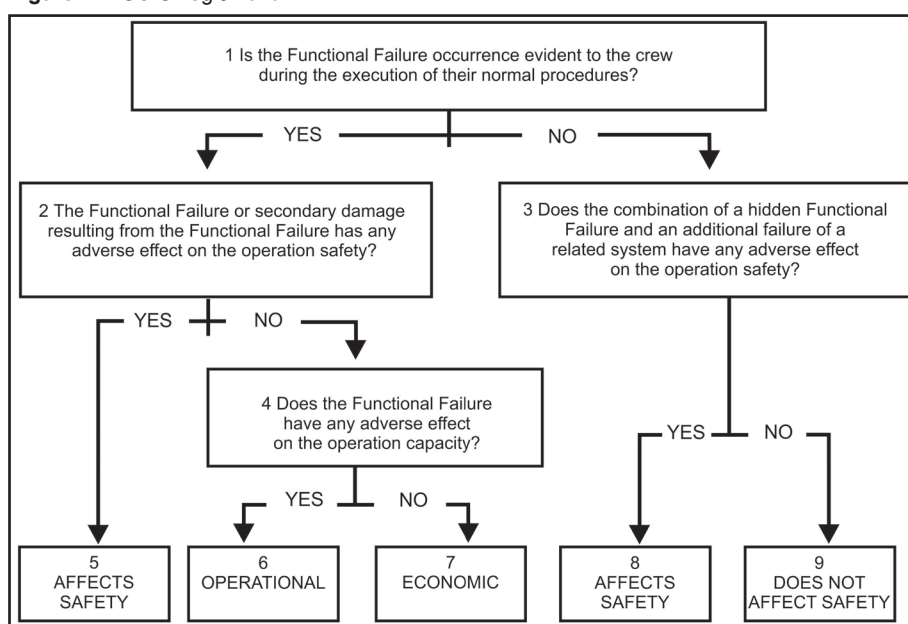 1 Is the Functional Failure occurrence evident to the crew
during the execution of their normal procedures?
YES
NO
2 The Functional Failure or secondary damage
resulting from the Functional Failure has any
adverse effect on the operation safety?
3 Does the combination of a hidden Functional
Failure and an additional failure of a
related system have any adverse effect
on the operation safety?
YES
NO
4 Does the Functional Failure
have any adverse effect
on the operation capacity?
YES
NO
YES
NO
5
AFFECTS
SAFETY
6
OPERATIONAL
7
ECONOMIC
8
AFFECTS
SAFETY
9
DOES NOT
AFFECT SAFETY